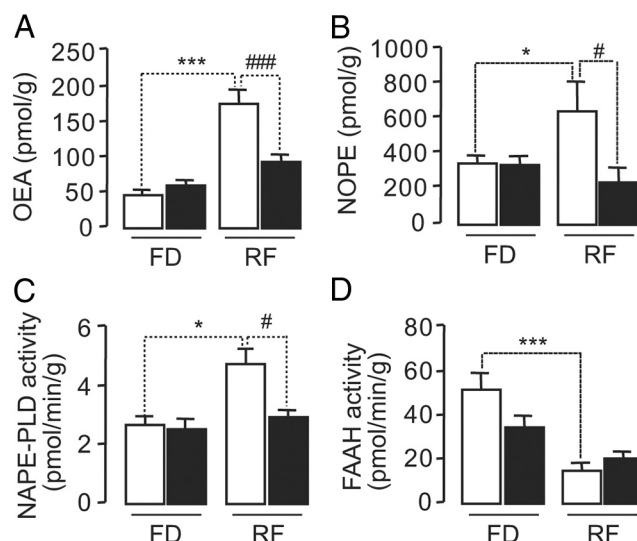 A
OEA (pmol/g)
250
200
150
100
50
0
***
###
FD
RF
B
NOPE (pmol/g)
1000
800
600
400
200
0
*
#
FD
RF
C
NAPE-PLD activity
(pmol/min/g)
6
4
2
0
*
#
FD
RF
D
FAAH activity
(pmol/min/g)
80
60
40
20
0
***
FD
RF